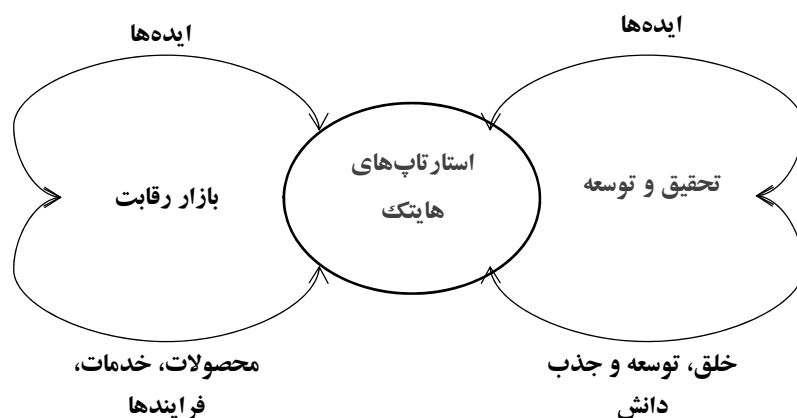 ایده‌ها
ایده‌ها
استارتاپ‌های
هایتک
تحقیق و توسعه
بازار رقابت
خلق، توسعه و جذب
دانش
محصولات، خدمات،
فرایندها